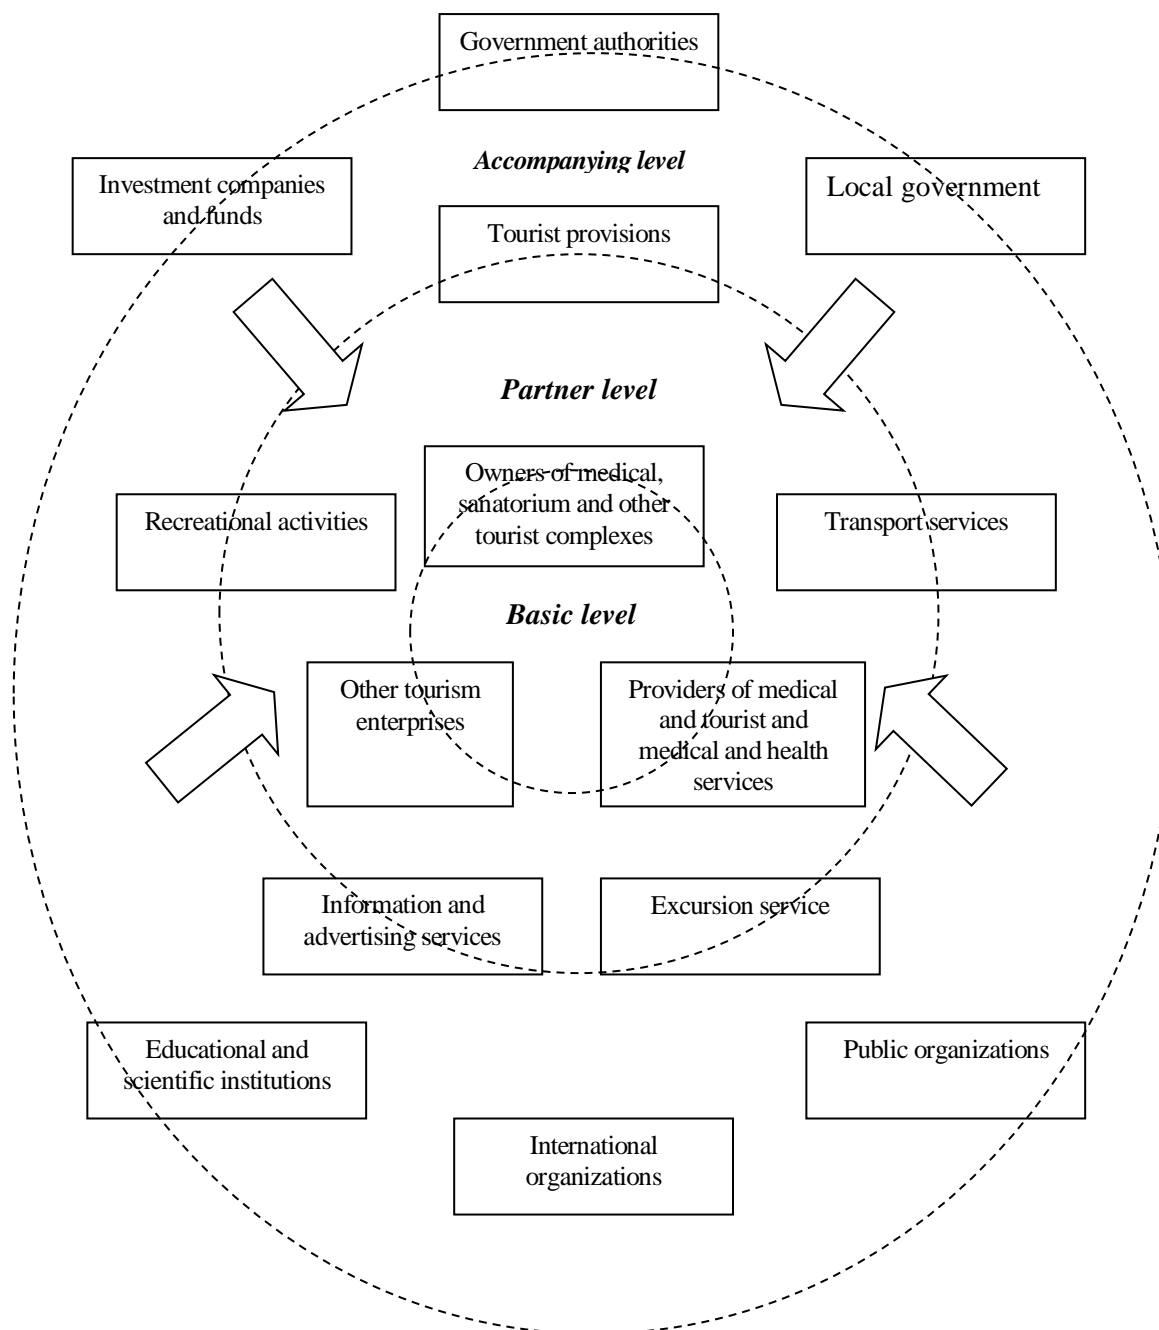 Government authorities
Accompanying level
Investment companies
and funds
Local government
Tourist provisions
Partner level
Owners of medical,
sanatorium and other
tourist complexes
Recreational activities
Transport services
Basic level
Other tourism
enterprises
Providers of medical
and tourist and
medical and health
services
Information and
advertising services
Excursion service
Educational and
scientific institutions
Public organizations
International
organizations